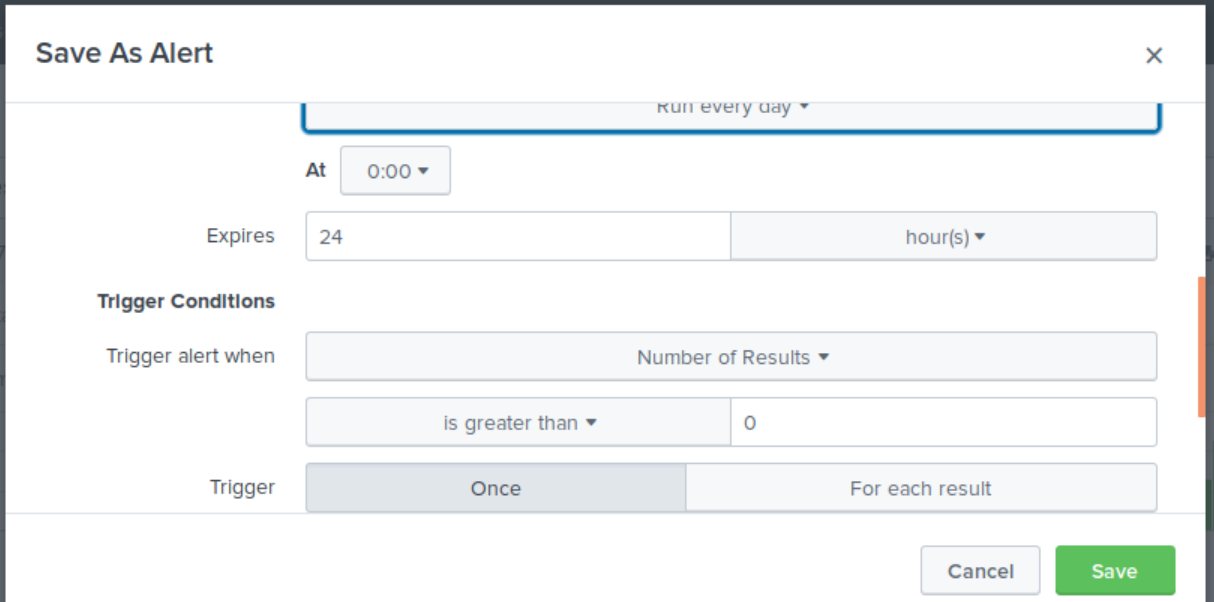 Save As Alert
×
Run every day
At 0:00
Expires 24 hour(s)
Trigger Conditions
Trigger alert when Number of Results
is greater than 0
Trigger Once For each result
Cancel Save